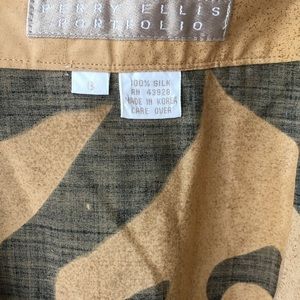 PERRY ELLIS
PORTFOLIO
100% SILK
RN 43928
MADE IN KOREA
CARE OVER